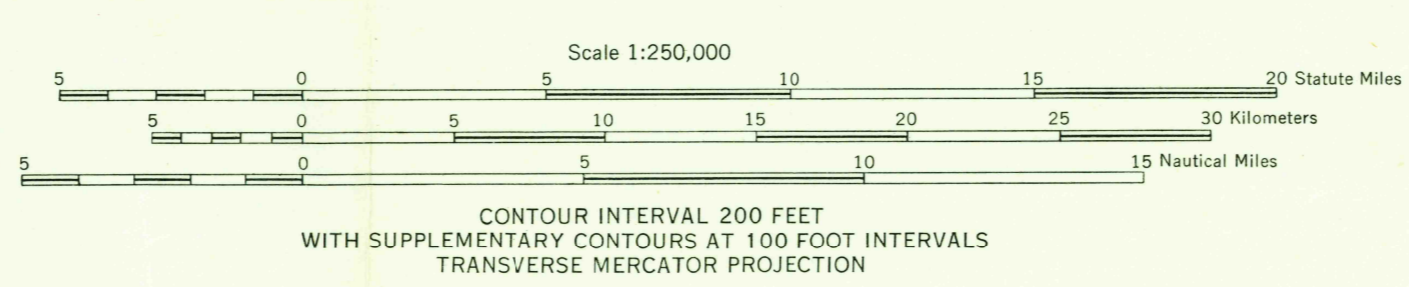 Scale 1:250,000
5 0 5 10 15 20 Statute Miles
5 0 5 10 15 20 25 30 Kilometers
5 0 5 10 15 Nautical Miles
CONTOUR INTERVAL 200 FEET
WITH SUPPLEMENTARY CONTOURS AT 100 FOOT INTERVALS
TRANSVERSE MERCATOR PROJECTION